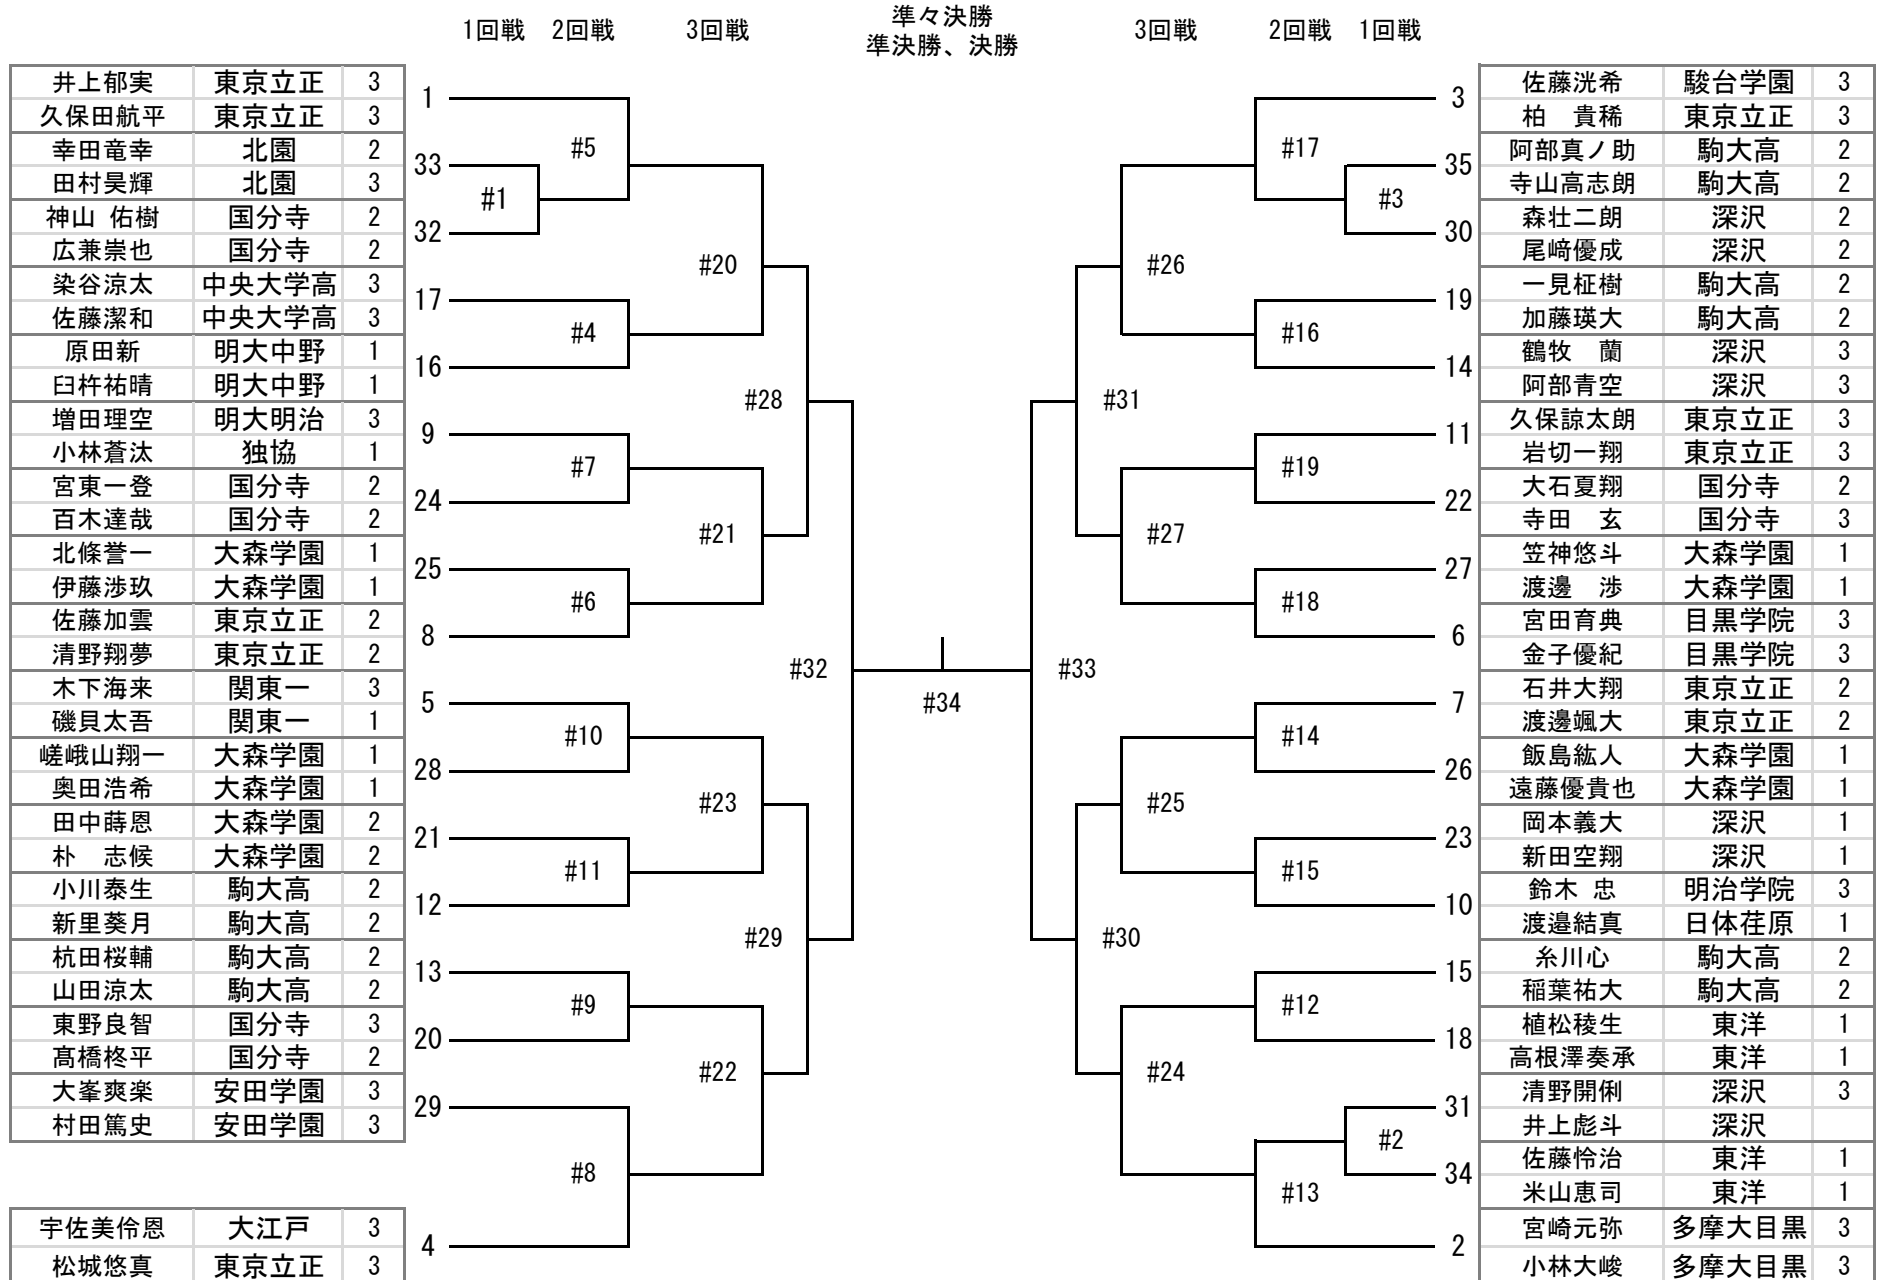 準々決勝
1回戦 2回戦 3回戦 準決勝、決勝 3回戦 2回戦 1回戦
井上郁実 東京立正 3
久保田航平 東京立正 3
1
幸田竜幸 北園 2
田村昊輝 北園 3
33
神山 佑樹 国分寺 2
広兼崇也 国分寺 2
32
染谷涼太 中央大学高 3
佐藤潔和 中央大学高 3
17
原田新 明大中野 1
臼杵祐晴 明大中野 1
16
増田理空 明大明治 3
小林蒼汰 独協 1
9
宮東一登 国分寺 2
百木達哉 国分寺 2
24
北條誉一 大森学園 1
伊藤渉玖 大森学園 1
25
佐藤加雲 東京立正 2
清野翔夢 東京立正 2
8
木下海来 関東一 3
磯貝太吾 関東一 1
5
嵯峨山翔一 大森学園 1
奥田浩希 大森学園 1
28
田中蒔恩 大森学園 2
朴 志候 大森学園 2
21
小川泰生 駒大高 2
新里葵月 駒大高 2
12
杭田桜輔 駒大高 2
山田涼太 駒大高 2
13
東野良智 国分寺 3
髙橋柊平 国分寺 2
20
大峯爽楽 安田学園 3
村田篤史 安田学園 3
29
宇佐美伶恩 大江戸 3
松城悠真 東京立正 3
4
#5
#1
#20
#4
#28
#7
#21
#6
#32
#10
#23
#11
#29
#9
#22
#8
#34
#17
#3
#26
#16
#31
#19
#27
#18
#33
#14
#25
#15
#30
#12
#24
#2
#13
3
佐藤洸希 駿台学園 3
柏 貴稀 東京立正 3
35
阿部真ノ助 駒大高 2
寺山高志朗 駒大高 2
30
森壮二朗 深沢 2
尾﨑優成 深沢 2
19
一見柾樹 駒大高 2
加藤瑛大 駒大高 2
14
鶴牧 蘭 深沢 3
阿部青空 深沢 3
11
久保諒太朗 東京立正 3
岩切一翔 東京立正 3
22
大石夏翔 国分寺 2
寺田 玄 国分寺 3
27
笠神悠斗 大森学園 1
渡邊 渉 大森学園 1
6
宮田育典 目黒学院 3
金子優紀 目黒学院 3
7
石井大翔 東京立正 2
渡邊颯大 東京立正 2
26
飯島紘人 大森学園 1
遠藤優貴也 大森学園 1
23
岡本義大 深沢 1
新田空翔 深沢 1
10
鈴木 忠 明治学院 3
渡邉結真 日体荏原 1
15
糸川心 駒大高 2
稲葉祐大 駒大高 2
18
植松稜生 東洋 1
高根澤奏承 東洋 1
31
清野開俐 深沢 3
井上彪斗 深沢
34
佐藤怜治 東洋 1
米山恵司 東洋 1
2
宮崎元弥 多摩大目黒 3
小林大峻 多摩大目黒 3